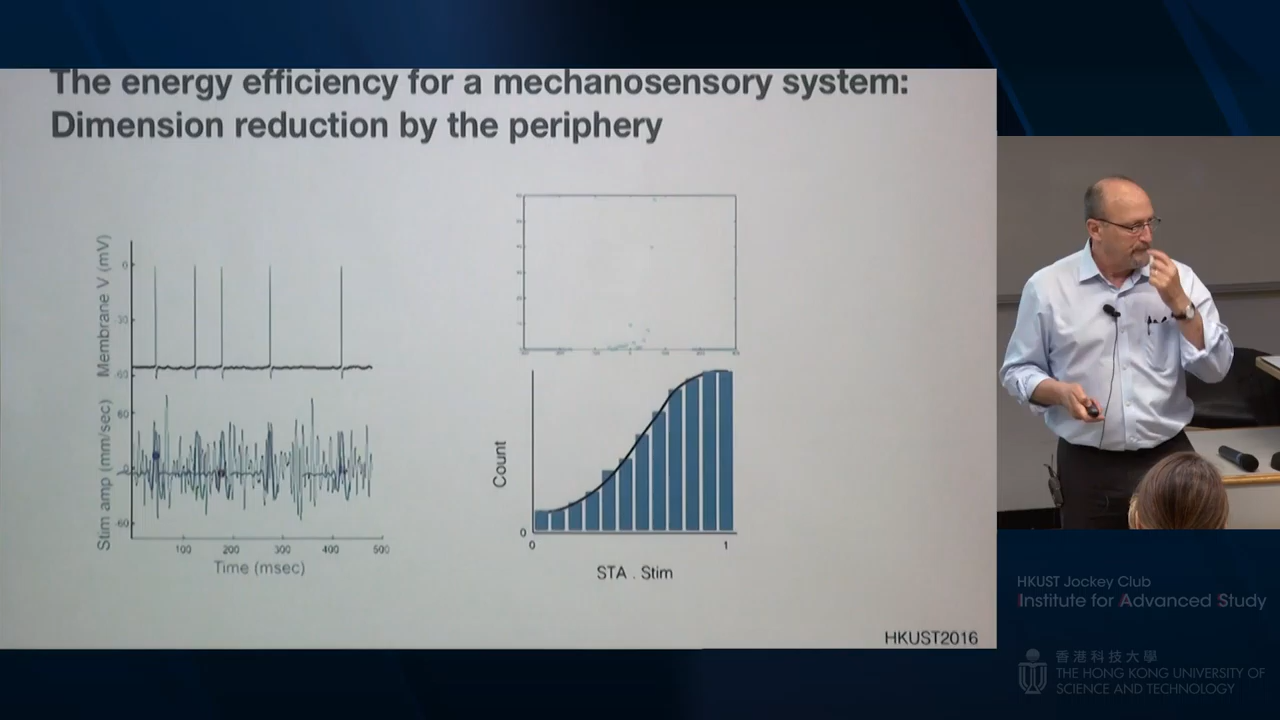 The energy efficiency for a mechanosensory system:
Dimension reduction by the periphery
Membrane V (mV)
0
-60
Stim amp (mm/sec)
60
0
-60
100 200 300 400 500
Time (msec)
Count
0
0 1
STA . Stim
HKUST2016
HKUST Jockey Club
Institute for Advanced Study
香港科技大學
THE HONG KONG UNIVERSITY OF
SCIENCE AND TECHNOLOGY